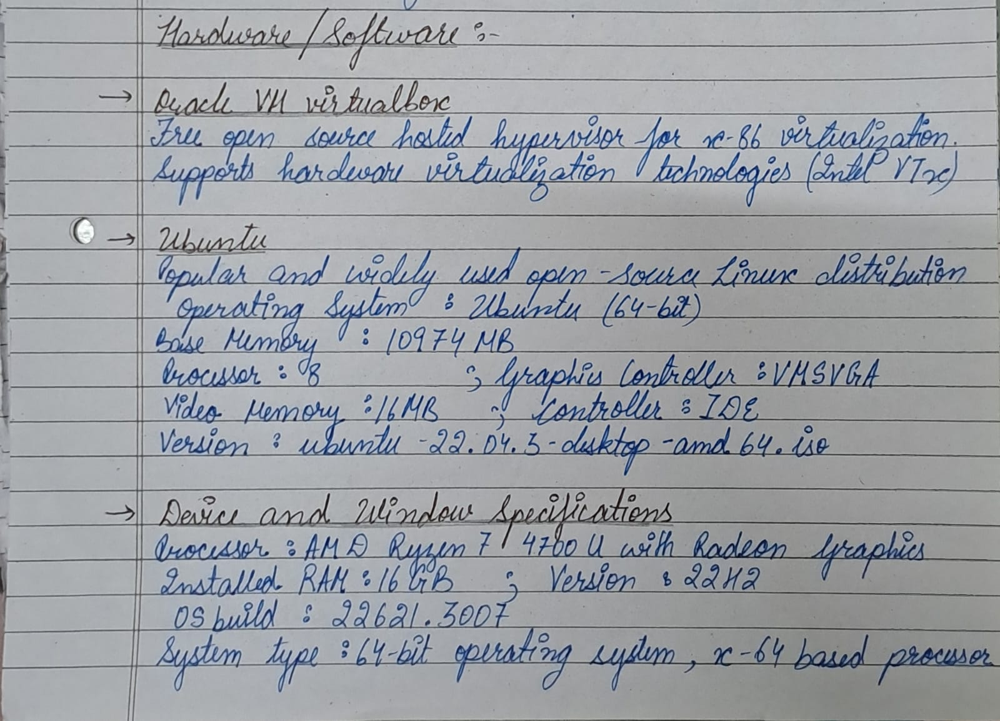 Hardware / Software :-
→ Oracle VM virtualbox
Free open source hosted hypervisor for x-86 virtualization.
Supports hardware virtualization technologies (Intel VTx)
→ Ubuntu
Popular and widely used open-source Linux distribution
Operating System : Ubuntu (64-bit)
Base Memory : 10974 MB
Processor : 8 ; Graphics Controller : VMSVGA
Video Memory : 16 MB ; Controller : IDE
Version : ubuntu-22.04.3-desktop-amd64.iso
→ Device and Window Specifications
Processor : AMD Ryzen 7 4700 U with Radeon Graphics
Installed RAM : 16 GB ; Version : 22H2
OS build : 22621.3007
System type : 64-bit operating system, x-64 based processor